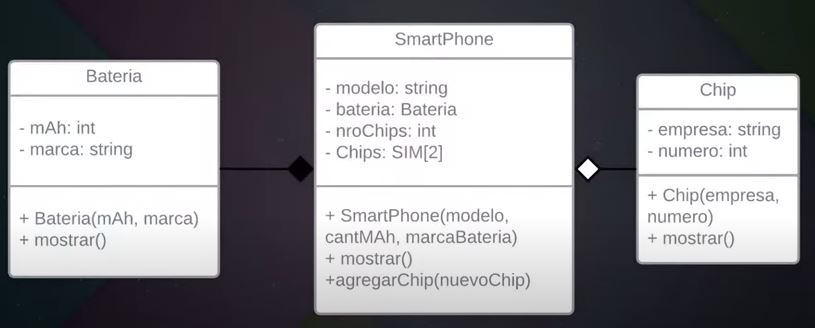 Bateria
- mAh: int
- marca: string
+ Bateria(mAh, marca)
+ mostrar()
SmartPhone
- modelo: string
- bateria: Bateria
- nroChips: int
- Chips: SIM[2]
+ SmartPhone(modelo,
cantMAh, marcaBateria)
+ mostrar()
+agregarChip(nuevoChip)
Chip
- empresa: string
- numero: int
+ Chip(empresa,
numero)
+ mostrar()